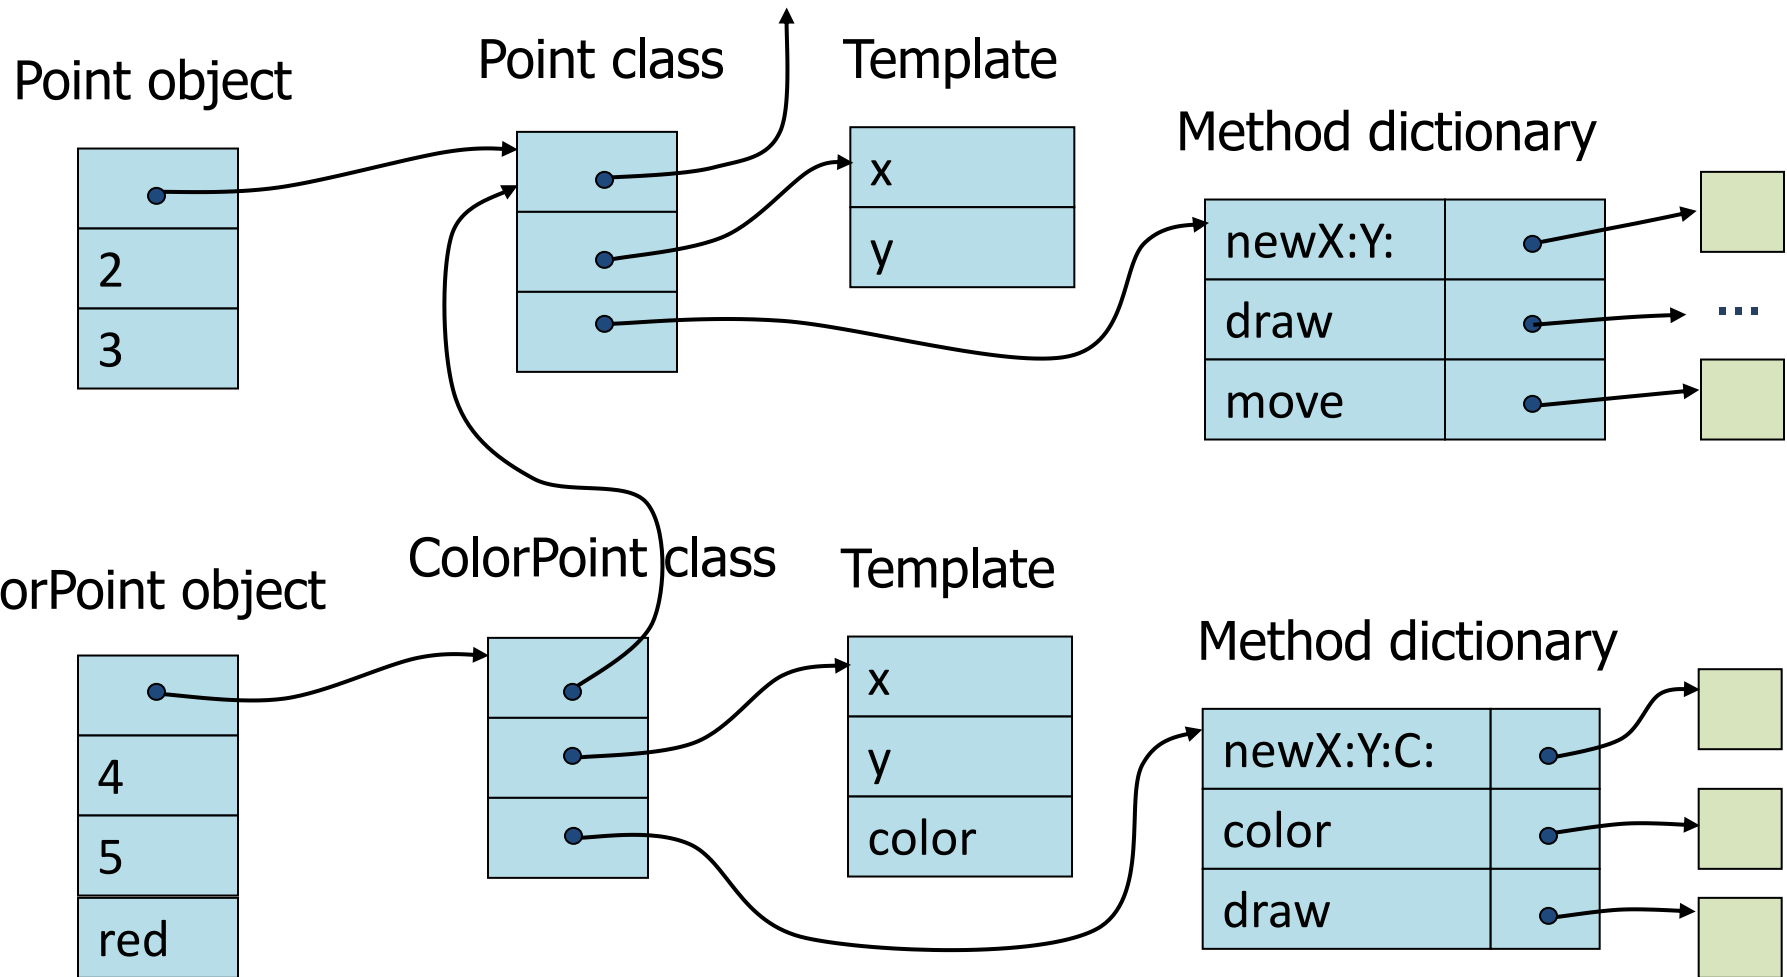 Point object
2
3
Point class
Template
x
y
Method dictionary
newX:Y:
draw
move
...
orPoint object
4
5
red
ColorPoint class
Template
x
y
color
Method dictionary
newX:Y:C:
color
draw